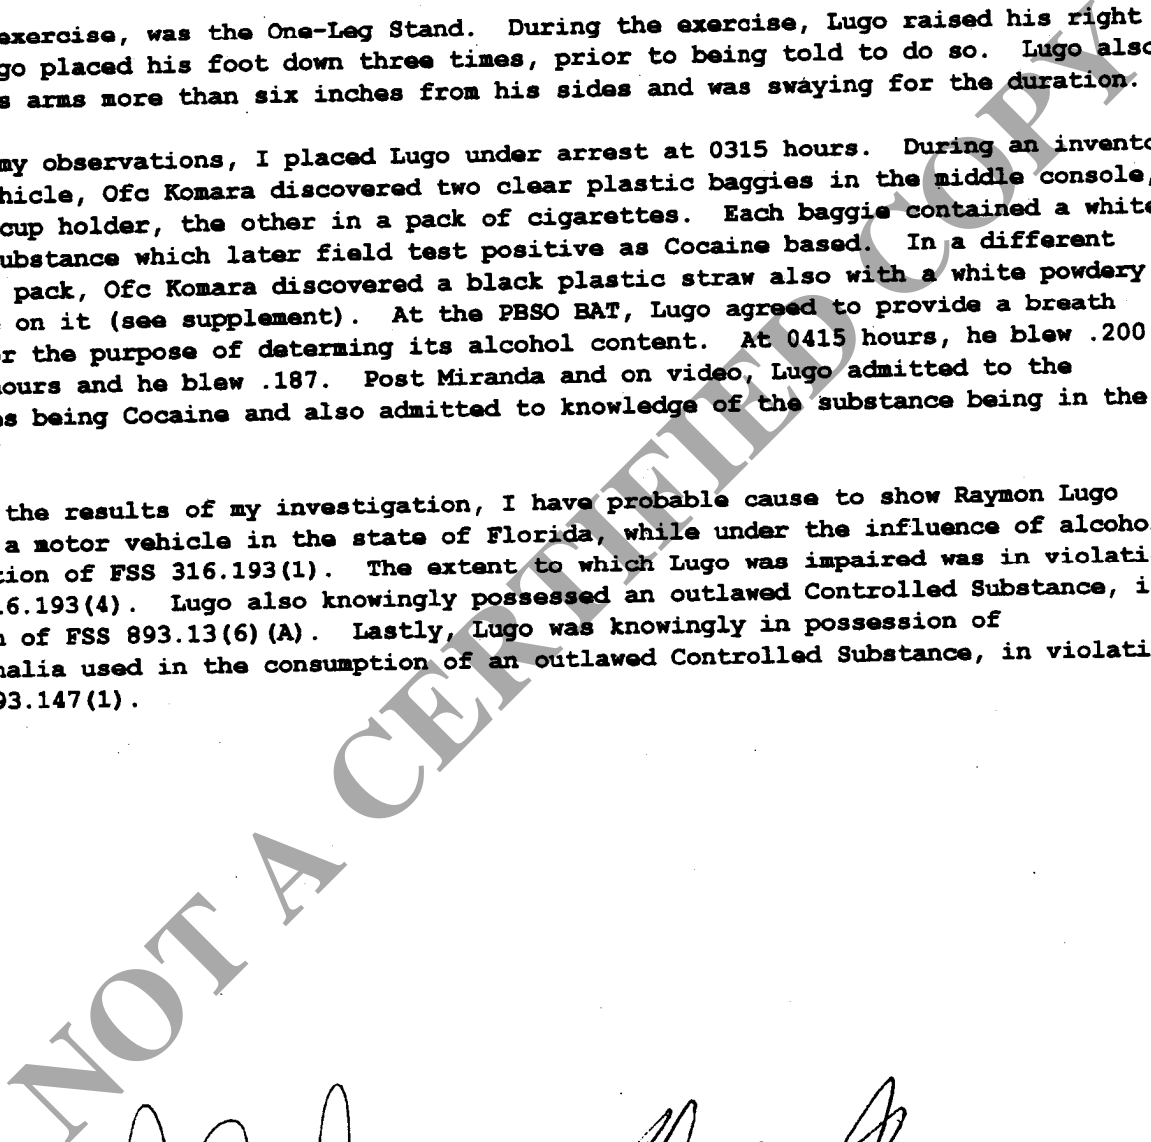 exercise, was the One-Leg Stand. During the exercise, Lugo raised his right
go placed his foot down three times, prior to being told to do so. Lugo also
s arms more than six inches from his sides and was swaying for the duration.
my observations, I placed Lugo under arrest at 0315 hours. During an invento
hicle, Ofc Komara discovered two clear plastic baggies in the middle console,
cup holder, the other in a pack of cigarettes. Each baggie contained a white
ubstance which later field test positive as Cocaine based. In a different
pack, Ofc Komara discovered a black plastic straw also with a white powdery
on it (see supplement). At the PBSO BAT, Lugo agreed to provide a breath
r the purpose of determing its alcohol content. At 0415 hours, he blew .200
hours and he blew .187. Post Miranda and on video, Lugo admitted to the
as being Cocaine and also admitted to knowledge of the substance being in the
the results of my investigation, I have probable cause to show Raymon Lugo
a motor vehicle in the state of Florida, while under the influence of alcoho
tion of FSS 316.193(1). The extent to which Lugo was impaired was in violati
16.193(4). Lugo also knowingly possessed an outlawed Controlled Substance, i
n of FSS 893.13(6)(A). Lastly, Lugo was knowingly in possession of
nalia used in the consumption of an outlawed Controlled Substance, in violati
93.147(1).
NOT A CERTIFIED COPY